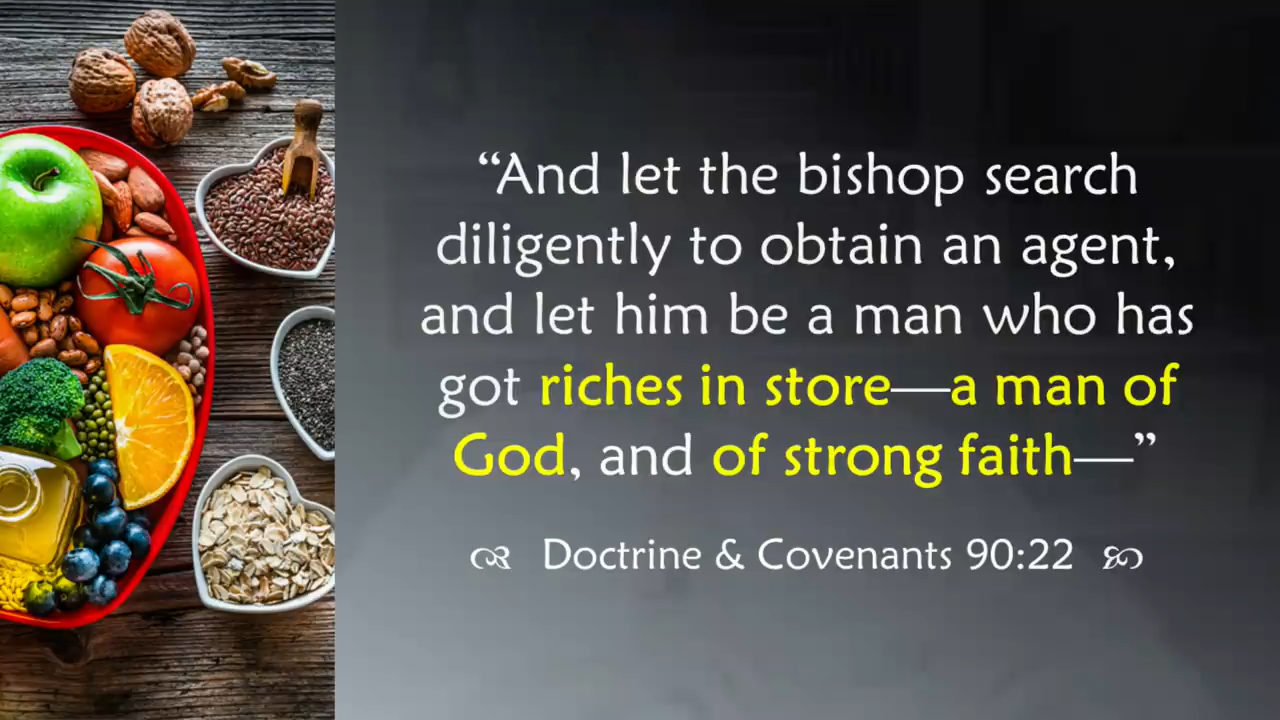 “And let the bishop search
diligently to obtain an agent,
and let him be a man who has
got riches in store—a man of
God, and of strong faith—”
Doctrine & Covenants 90:22